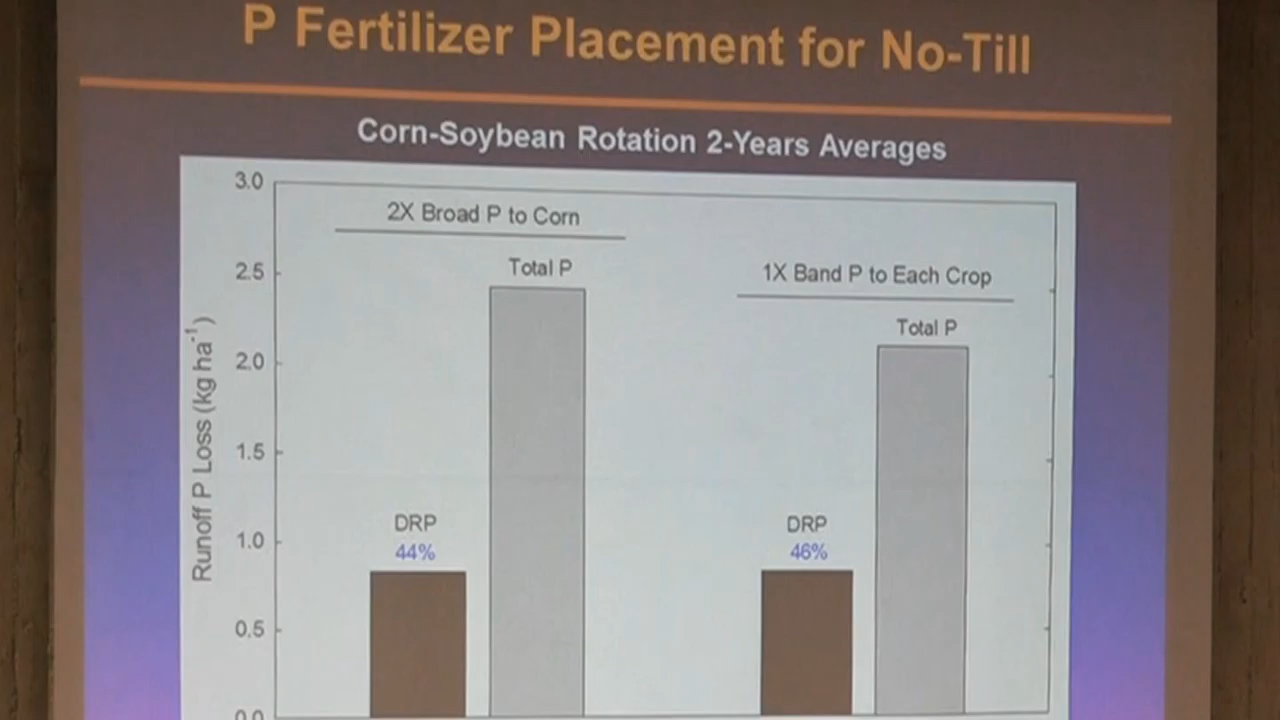 P Fertilizer Placement for No-Till
Corn-Soybean Rotation 2-Years Averages
3.0
2X Broad P to Corn
Total P
2.5
1X Band P to Each Crop
Total P
2.0
Runoff P Loss (kg ha⁻¹)
1.5
DRP
44%
DRP
46%
1.0
0.5
0.0